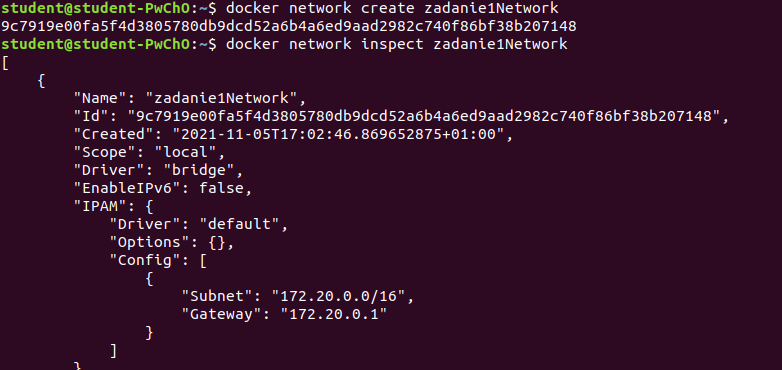 student@student-PwChO:~$ docker network create zadanie1Network
9c7919e00fa5f4d3805780db9dcd52a6b4a6ed9aad2982c740f86bf38b207148
student@student-PwChO:~$ docker network inspect zadanie1Network
[
    {
        "Name": "zadanie1Network",
        "Id": "9c7919e00fa5f4d3805780db9dcd52a6b4a6ed9aad2982c740f86bf38b207148",
        "Created": "2021-11-05T17:02:46.869652875+01:00",
        "Scope": "local",
        "Driver": "bridge",
        "EnableIPv6": false,
        "IPAM": {
            "Driver": "default",
            "Options": {},
            "Config": [
                {
                    "Subnet": "172.20.0.0/16",
                    "Gateway": "172.20.0.1"
                }
            ]
        }